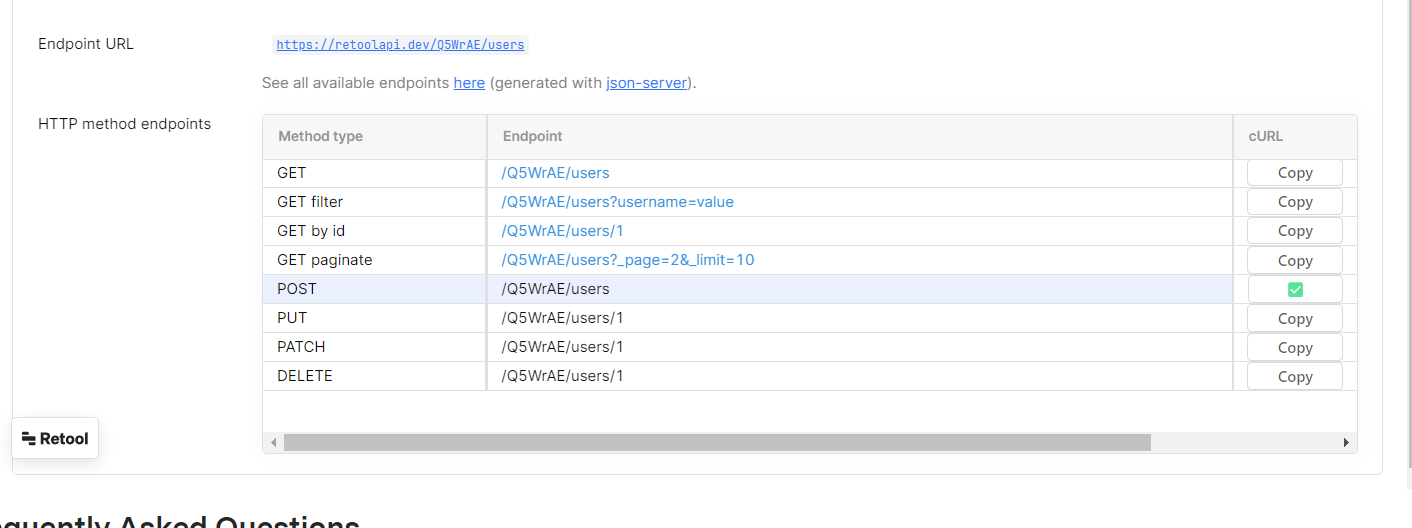 Endpoint URL https://retoolapi.dev/Q5WrAE/users
See all available endpoints here (generated with json-server).
HTTP method endpoints
Method type Endpoint cURL
GET /Q5WrAE/users Copy
GET filter /Q5WrAE/users?username=value Copy
GET by id /Q5WrAE/users/1 Copy
GET paginate /Q5WrAE/users?_page=2&_limit=10 Copy
POST /Q5WrAE/users
PUT /Q5WrAE/users/1 Copy
PATCH /Q5WrAE/users/1 Copy
DELETE /Q5WrAE/users/1 Copy
Retool
equently Asked Questions